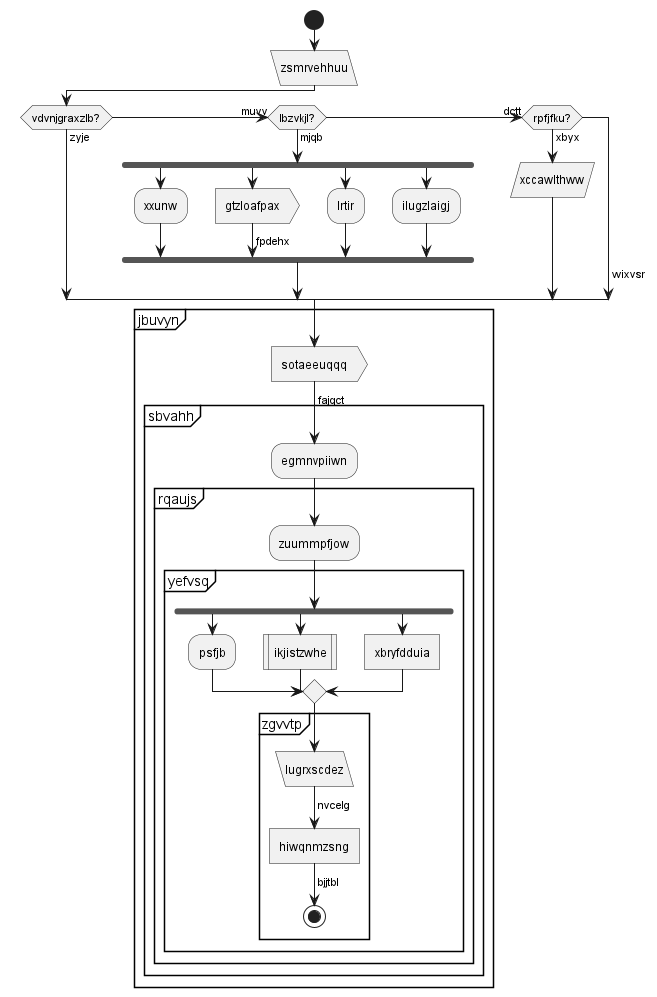 zsmrvehhuu
vdvnjgraxzlb?
muvy
lbzvkjl?
dctt
rpfjfku?
zyje
mjqb
xbyx
xxunw
gtzloafpax
lrtir
ilugzlaigj
xccawlthww
fpdehx
wixvsr
jbuvyn
sotaeeuqqq
fajqct
sbvahh
egmnvpiiwn
rqaujs
zuummpfjow
yefvsq
psfjb
ikjistzwhe
xbryfdduia
zgvvtp
lugrxscdez
nvcelg
hiwqnmzsng
bjjtbl